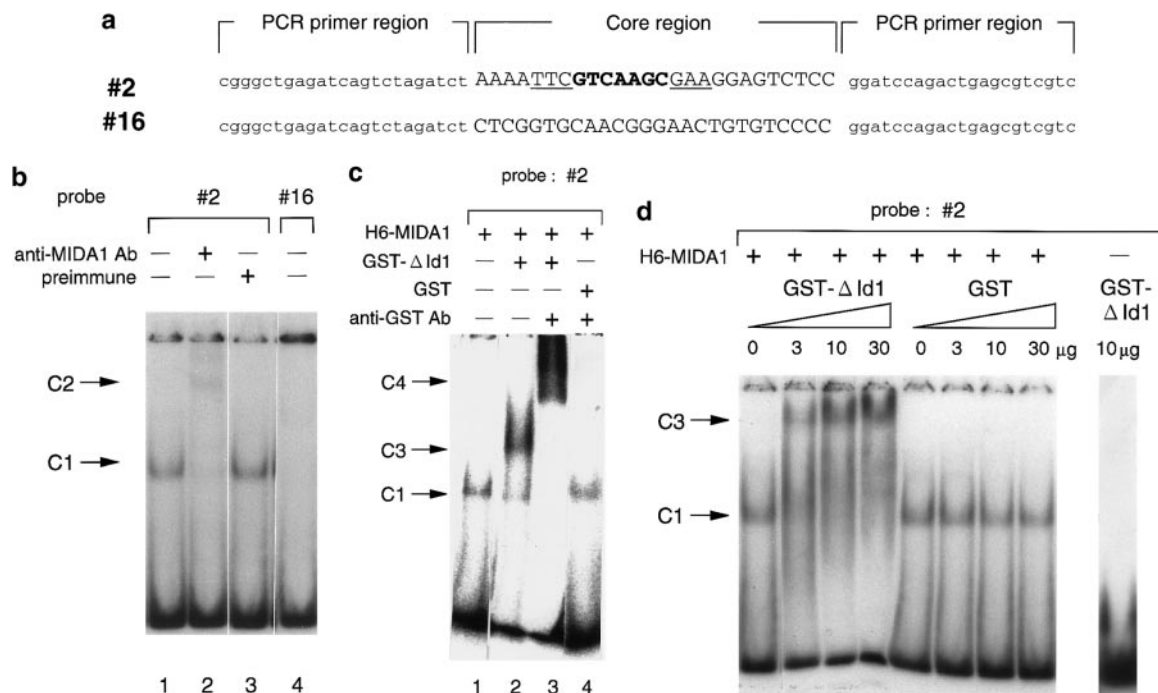 a
PCR primer region Core region PCR primer region
#2 cgggctgagatcagtctagatct AAAATTCGTCAAGCGAAGGAGTCTCC ggatccagactgagcgtcgtc
#16 cgggctgagatcagtctagatct CTCGGTGCAACGGGAACTGTGTCCCC ggatccagactgagcgtcgtc
b
probe #2 #16
anti-MIDA1 Ab — + — —
preimmune — — + —
C2
C1
1 2 3 4
c
probe : #2
H6-MIDA1 + + + +
GST-ΔId1 — + + —
GST — — — +
anti-GST Ab — — + +
C4
C3
C1
1 2 3 4
d
probe : #2
H6-MIDA1 + + + + + + + + —
GST-ΔId1 GST GST-ΔId1
0 3 10 30 0 3 10 30 μg 10μg
C3
C1